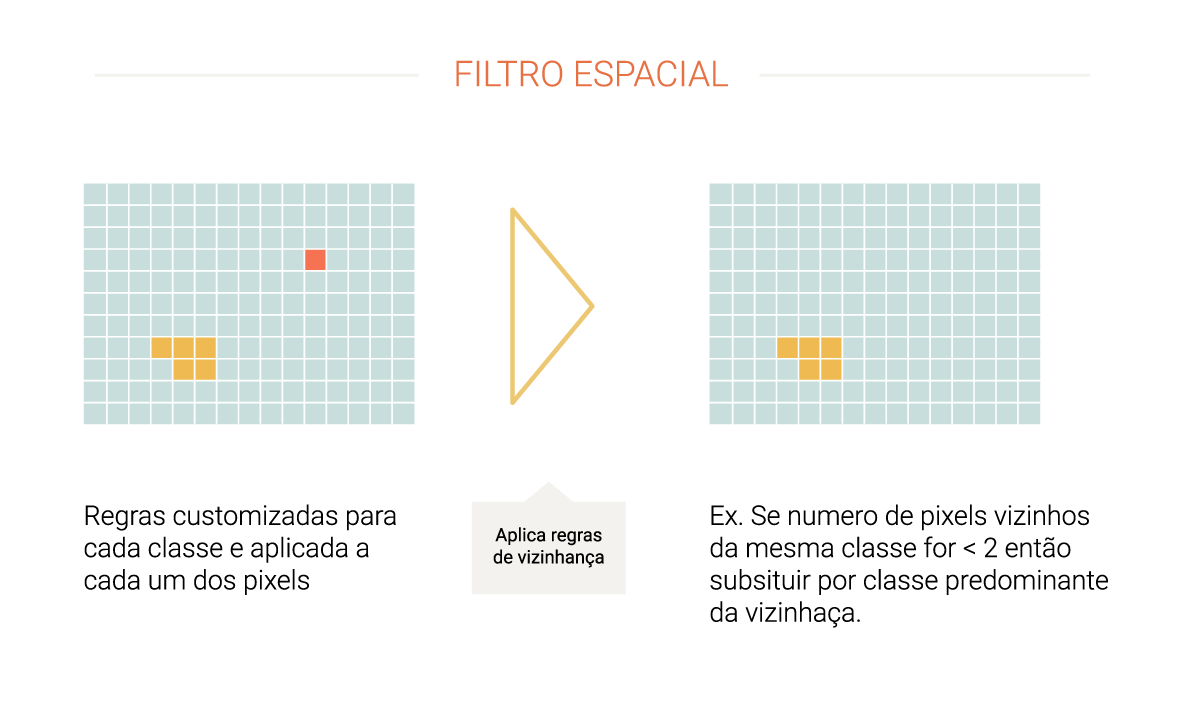 FILTRO ESPACIAL
Regras customizadas para
cada classe e aplicada a
cada um dos pixels
Aplica regras
de vizinhança
Ex. Se numero de pixels vizinhos
da mesma classe for < 2 então
subsituir por classe predominante
da vizinhaça.